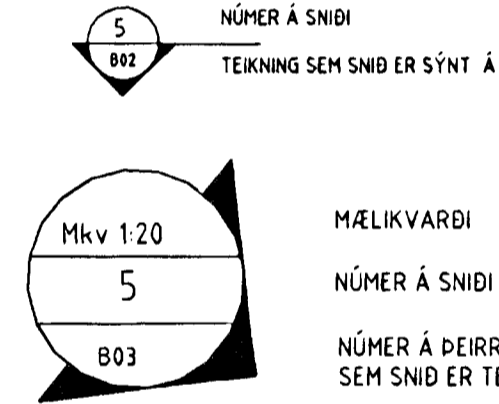 5
NÚMER Á SNIÐI
B02
TEIKNING SEM SNIÐ ER SÝNT Á
Mkv 1:20
MÆLIKVARÐI
5
NÚMER Á SNIÐI
B03
NÚMER Á ÞEIRR
SEM SNIÐ ER TE